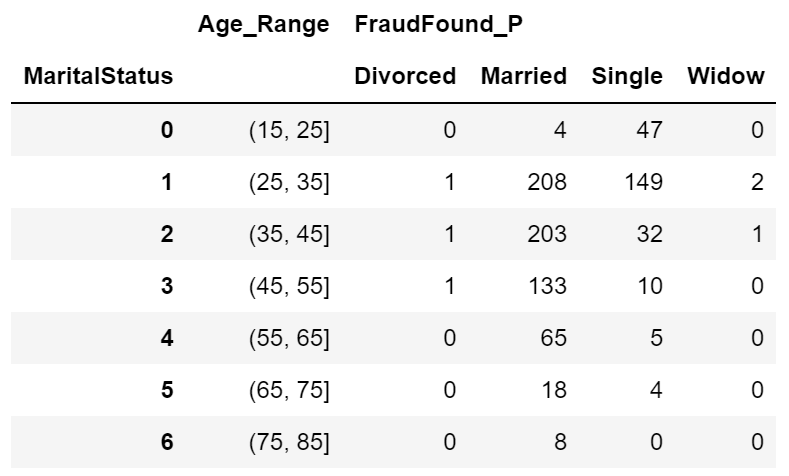 Age_Range FraudFound_P
MaritalStatus Divorced Married Single Widow
0 (15, 25] 0 4 47 0
1 (25, 35] 1 208 149 2
2 (35, 45] 1 203 32 1
3 (45, 55] 1 133 10 0
4 (55, 65] 0 65 5 0
5 (65, 75] 0 18 4 0
6 (75, 85] 0 8 0 0